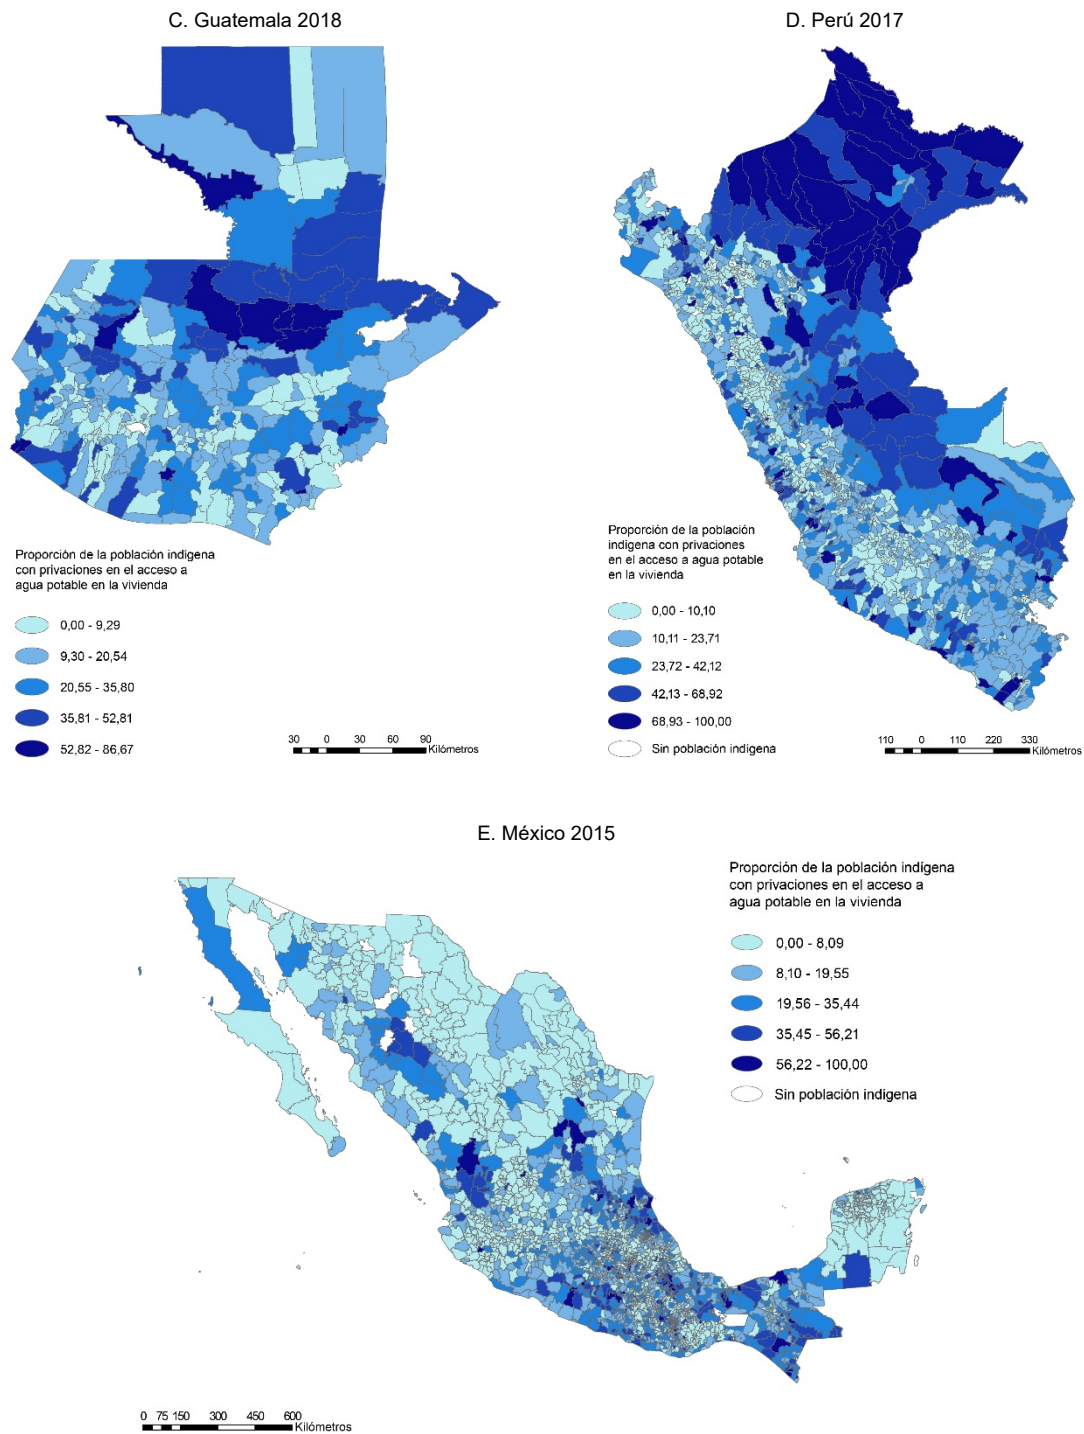 C. Guatemala 2018
D. Perú 2017
Proporción de la población indígena
con privaciones en el acceso a
agua potable en la vivienda
0,00 - 9,29
9,30 - 20,54
20,55 - 35,80
35,81 - 52,81
52,82 - 86,67
30 0 30 60 90
Kilómetros
Proporción de la población
indígena con privaciones
en el acceso a agua potable
en la vivienda
0,00 - 10,10
10,11 - 23,71
23,72 - 42,12
42,13 - 68,92
68,93 - 100,00
Sin población indígena
110 0 110 220 330
Kilómetros
E. México 2015
Proporción de la población indígena
con privaciones en el acceso a
agua potable en la vivienda
0,00 - 8,09
8,10 - 19,55
19,56 - 35,44
35,45 - 56,21
56,22 - 100,00
Sin población indígena
0 75 150 300 450 600
Kilómetros